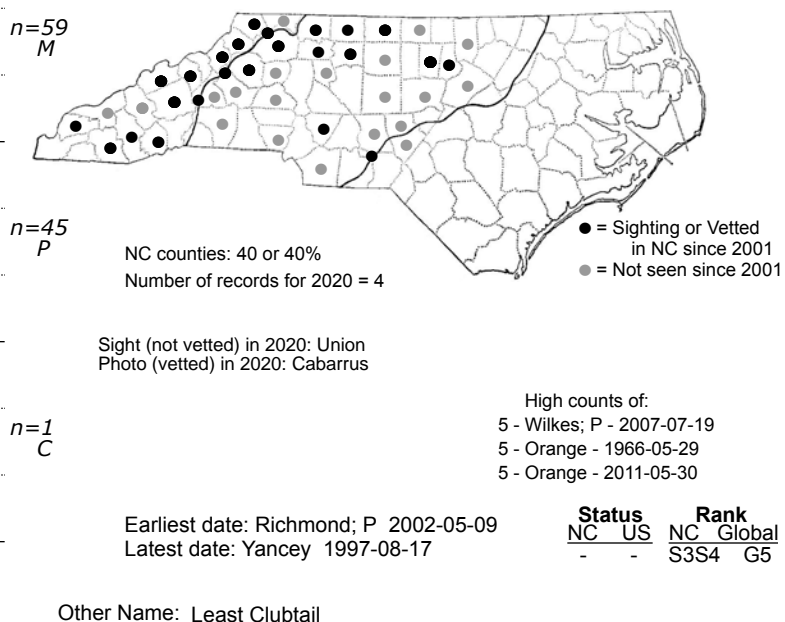 n=59
M
n=45
P
● = Sighting or Vetted
in NC since 2001
● = Not seen since 2001
NC counties: 40 or 40%
Number of records for 2020 = 4
Sight (not vetted) in 2020: Union
Photo (vetted) in 2020: Cabarrus
n=1
C
High counts of:
5 - Wilkes; P - 2007-07-19
5 - Orange - 1966-05-29
5 - Orange - 2011-05-30
Earliest date: Richmond; P 2002-05-09
Latest date: Yancey 1997-08-17
Status Rank
NC US NC Global
- - S3S4 G5
Other Name: Least Clubtail